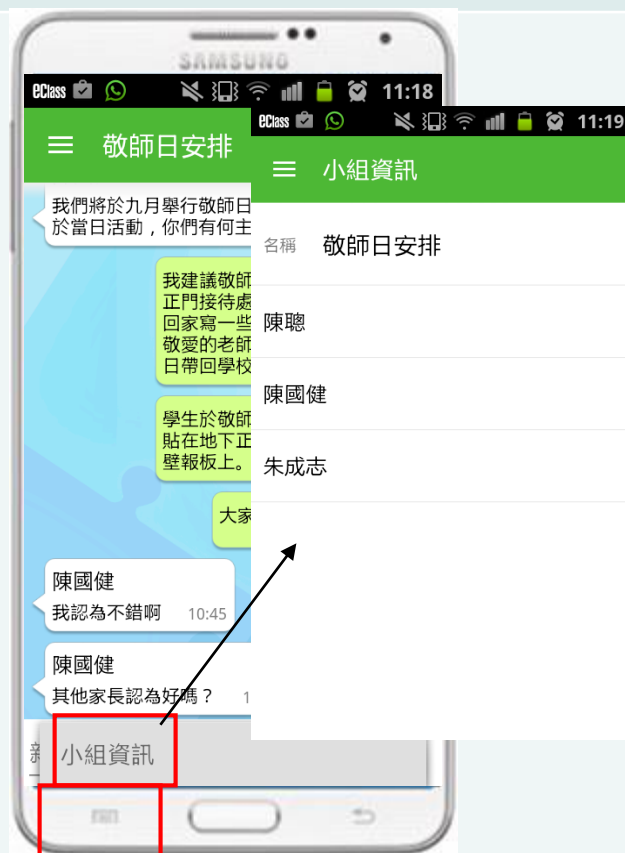 SAMSUNG
eClass
11:18
敬師日安排
我們將於九月舉行敬師日
於當日活動,你們有何主
我建議敬師
正門接待處
回家寫一些
敬愛的老師
日帶回學校
學生於敬師
貼在地下正
壁報板上。
大家
陳國健
我認為不錯啊 10:45
陳國健
其他家長認為好嗎? 1
小組資訊
eClass
11:19
小組資訊
名稱 敬師日安排
陳聰
陳國健
朱成志